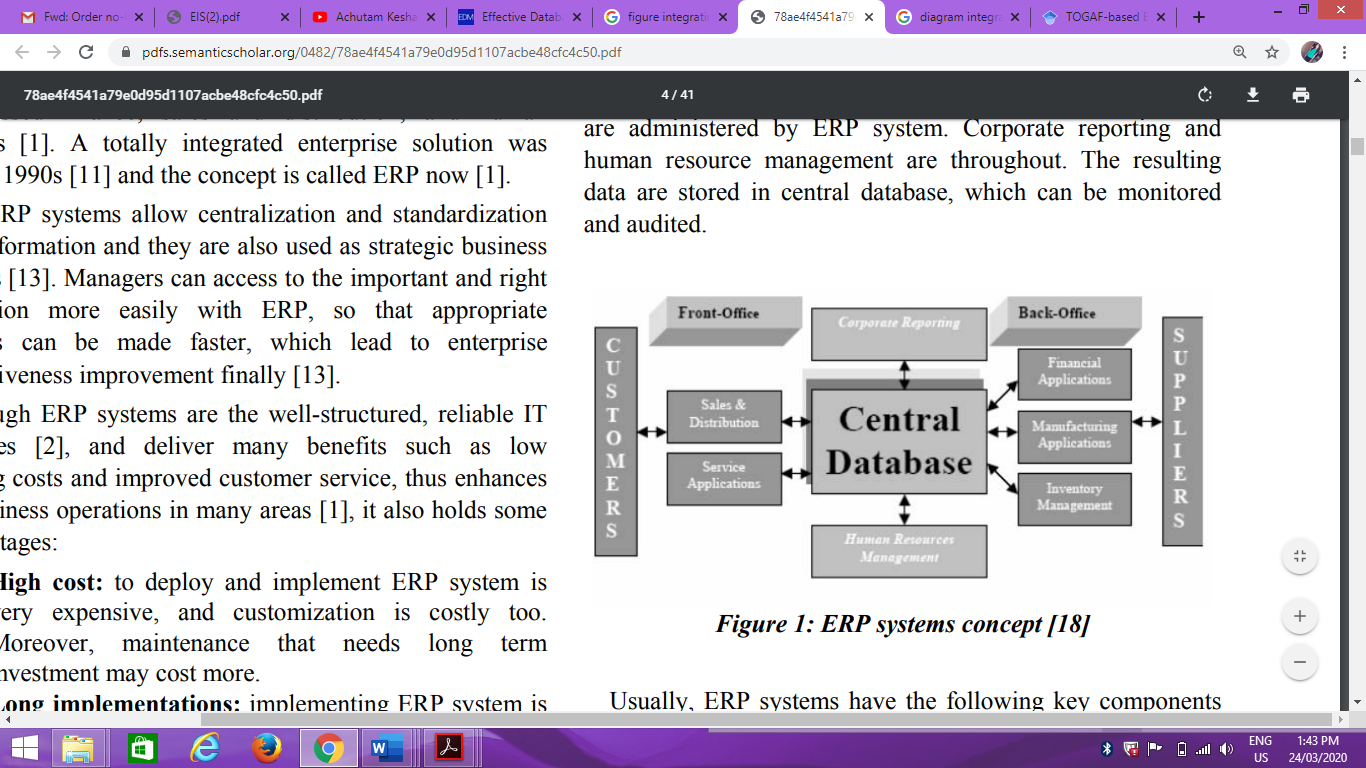 Fwd: Order no-
EIS(2).pdf
Achutam Kesha
EDM Effective Datab
figure integrati
78ae4f4541a79
diagram integra
TOGAF-based E
pdfs.semanticscholar.org/0482/78ae4f4541a79e0d95d1107acbe48cfc4c50.pdf
78ae4f4541a79e0d95d1107acbe48cfc4c50.pdf
4 / 41
s [1]. A totally integrated enterprise solution was
1990s [11] and the concept is called ERP now [1].
RP systems allow centralization and standardization
formation and they are also used as strategic business
s [13]. Managers can access to the important and right
ion more easily with ERP, so that appropriate
s can be made faster, which lead to enterprise
iveness improvement finally [13].
ugh ERP systems are the well-structured, reliable IT
es [2], and deliver many benefits such as low
g costs and improved customer service, thus enhances
iness operations in many areas [1], it also holds some
tages:
High cost: to deploy and implement ERP system is
very expensive, and customization is costly too.
Moreover, maintenance that needs long term
investment may cost more.
Long implementations: implementing ERP system is
are administered by ERP system. Corporate reporting and
human resource management are throughout. The resulting
data are stored in central database, which can be monitored
and audited.
Front-Office
Corporate Reporting
Back-Office
CUSTOMERS
Sales &
Distribution
Service
Applications
Central
Database
Financial
Applications
Manufacturing
Applications
Inventory
Management
SUPPLIERS
Human Resources
Management
Figure 1: ERP systems concept [18]
Usually, ERP systems have the following key components
ENG
US
1:43 PM
24/03/2020